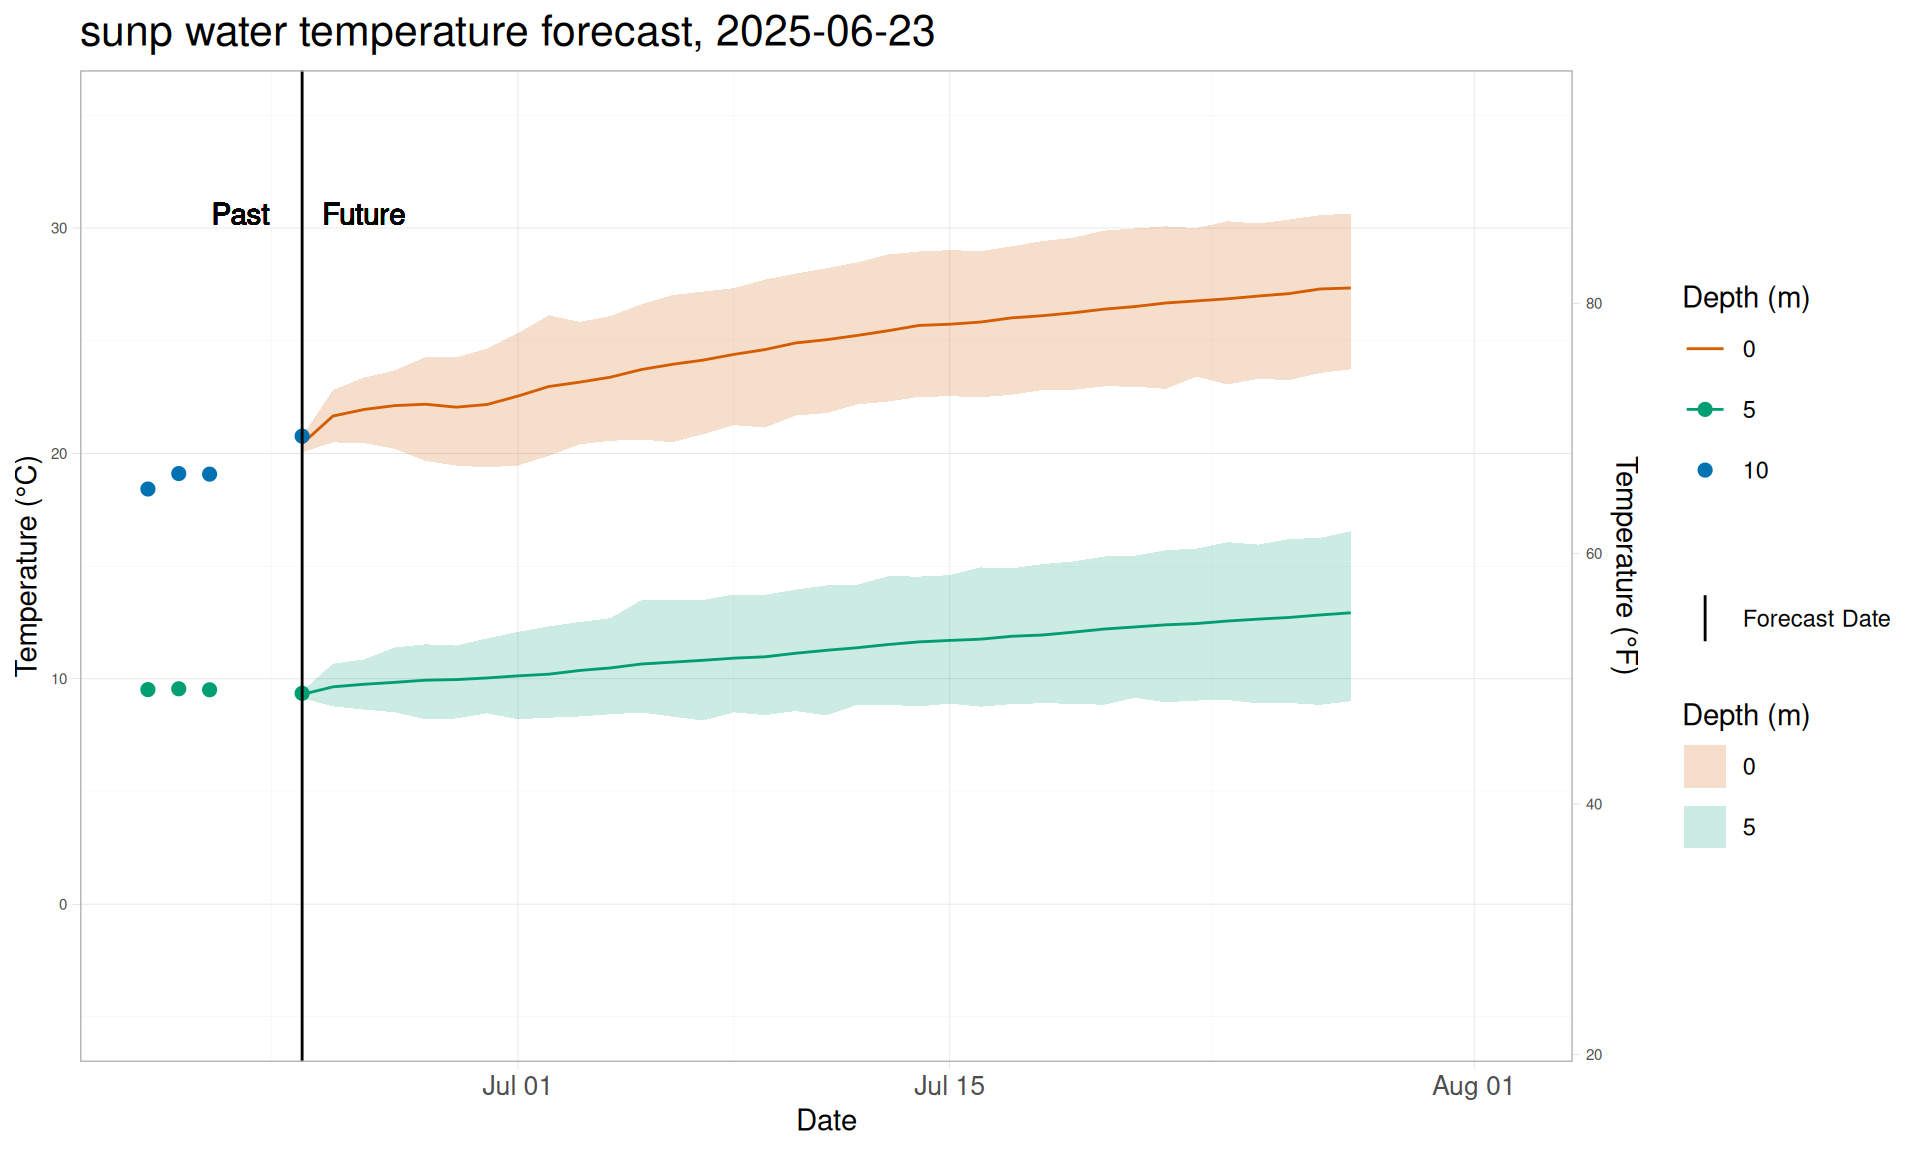 sunp water temperature forecast, 2025-06-23
Past
Future
30
20
10
0
Temperature (°C)
80
60
40
20
Temperature (°F)
Jul 01
Jul 15
Aug 01
Date
Depth (m)
0
5
10
Forecast Date
Depth (m)
0
5